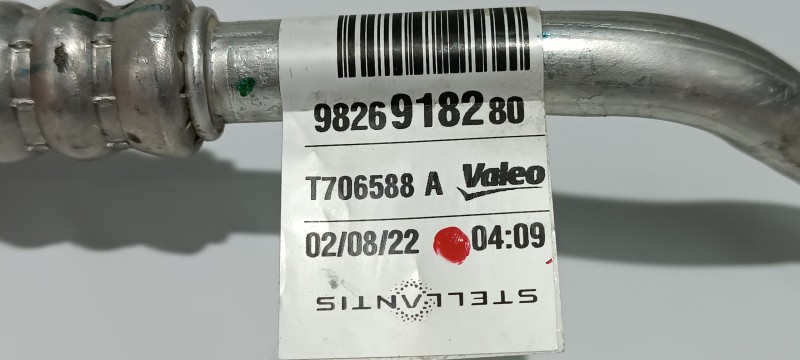 9826918280
T706588 A Valeo
02/08/22 04:09
STELLANTIS